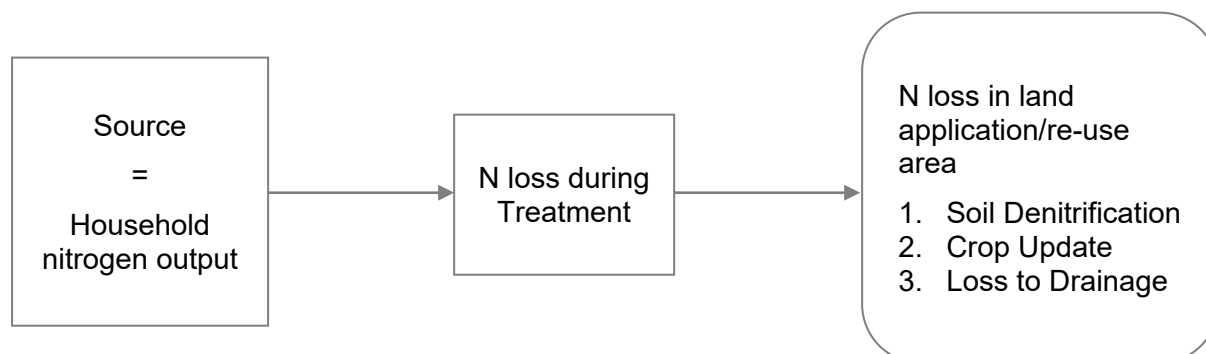 Source
=
Household
nitrogen output
N loss during
Treatment
N loss in land
application/re-use
area
1. Soil Denitrification
2. Crop Update
3. Loss to Drainage